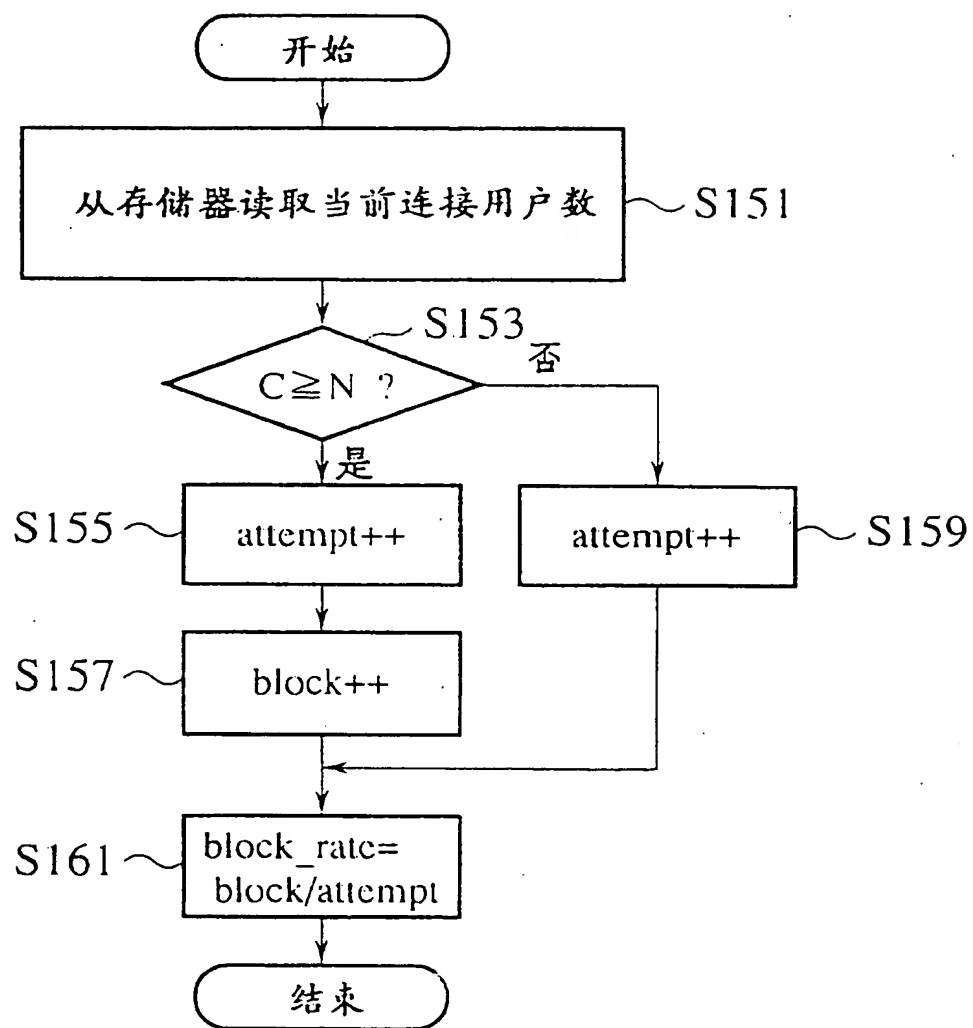 开始
从存储器读取当前连接用户数
S151
S153
否
C≧N ?
是
S155
attempt++
attempt++
S159
S157
block++
S161
block_rate=
block/attempt
结束